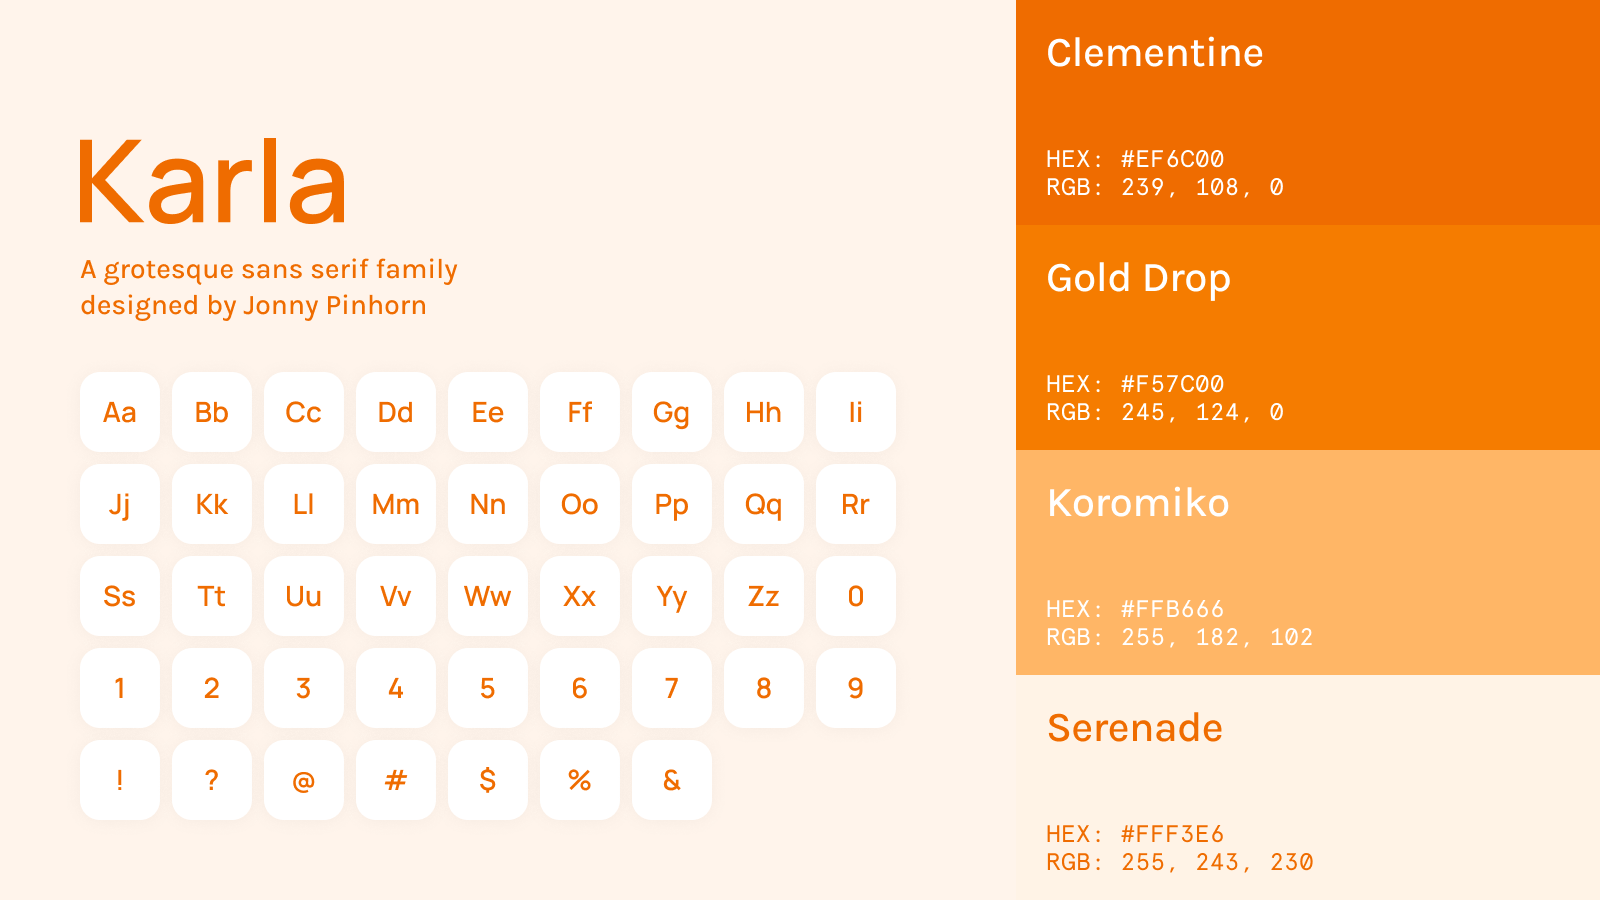 Karla
A grotesque sans serif family
designed by Jonny Pinhorn
Aa Bb Cc Dd Ee Ff Gg Hh Ii
Jj Kk Ll Mm Nn Oo Pp Qq Rr
Ss Tt Uu Vv Ww Xx Yy Zz 0
1 2 3 4 5 6 7 8 9
! ? @ # $ % &
Clementine
HEX: #EF6C00
RGB: 239, 108, 0
Gold Drop
HEX: #F57C00
RGB: 245, 124, 0
Koromiko
HEX: #FFB666
RGB: 255, 182, 102
Serenade
HEX: #FFF3E6
RGB: 255, 243, 230